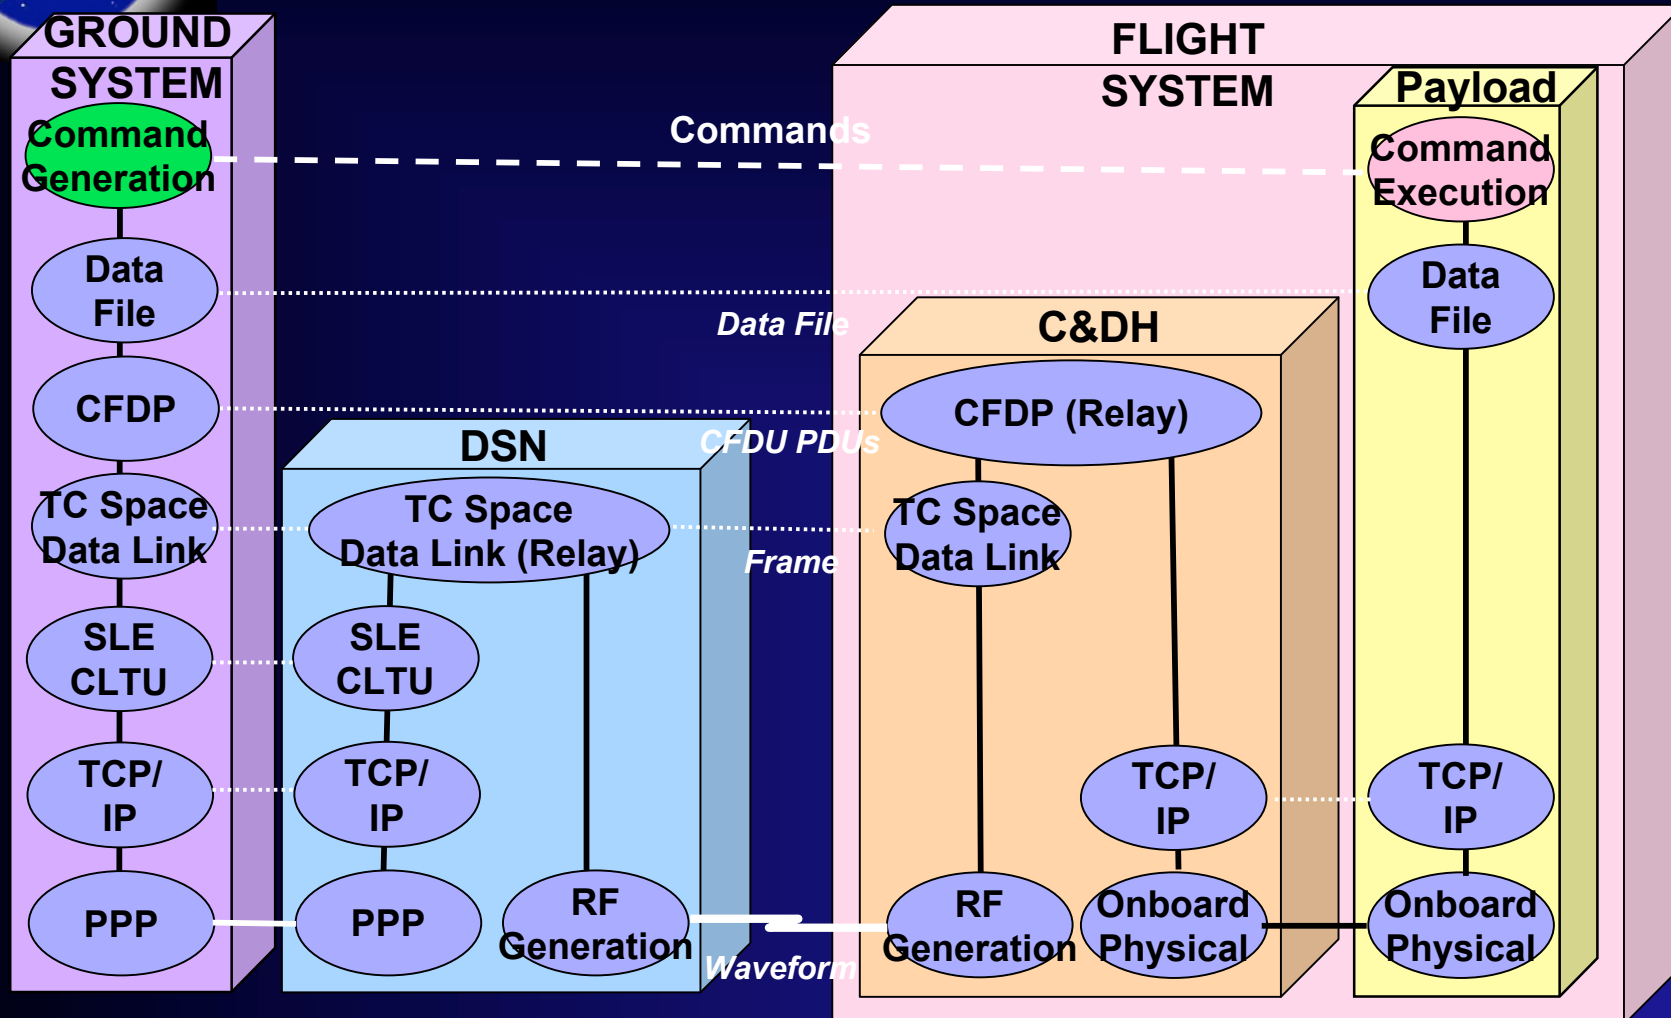 GROUND
SYSTEM
Command
Generation
Data
File
CFDP
TC Space
Data Link
SLE
CLTU
TCP/
IP
PPP
DSN
TC Space
Data Link (Relay)
SLE
CLTU
TCP/
IP
PPP
RF
Generation
Commands
Data File
CFDU PDUs
Frame
Waveform
FLIGHT
SYSTEM
C&DH
CFDP (Relay)
TC Space
Data Link
RF
Generation
TCP/
IP
Onboard
Physical
Payload
Command
Execution
Data
File
TCP/
IP
Onboard
Physical